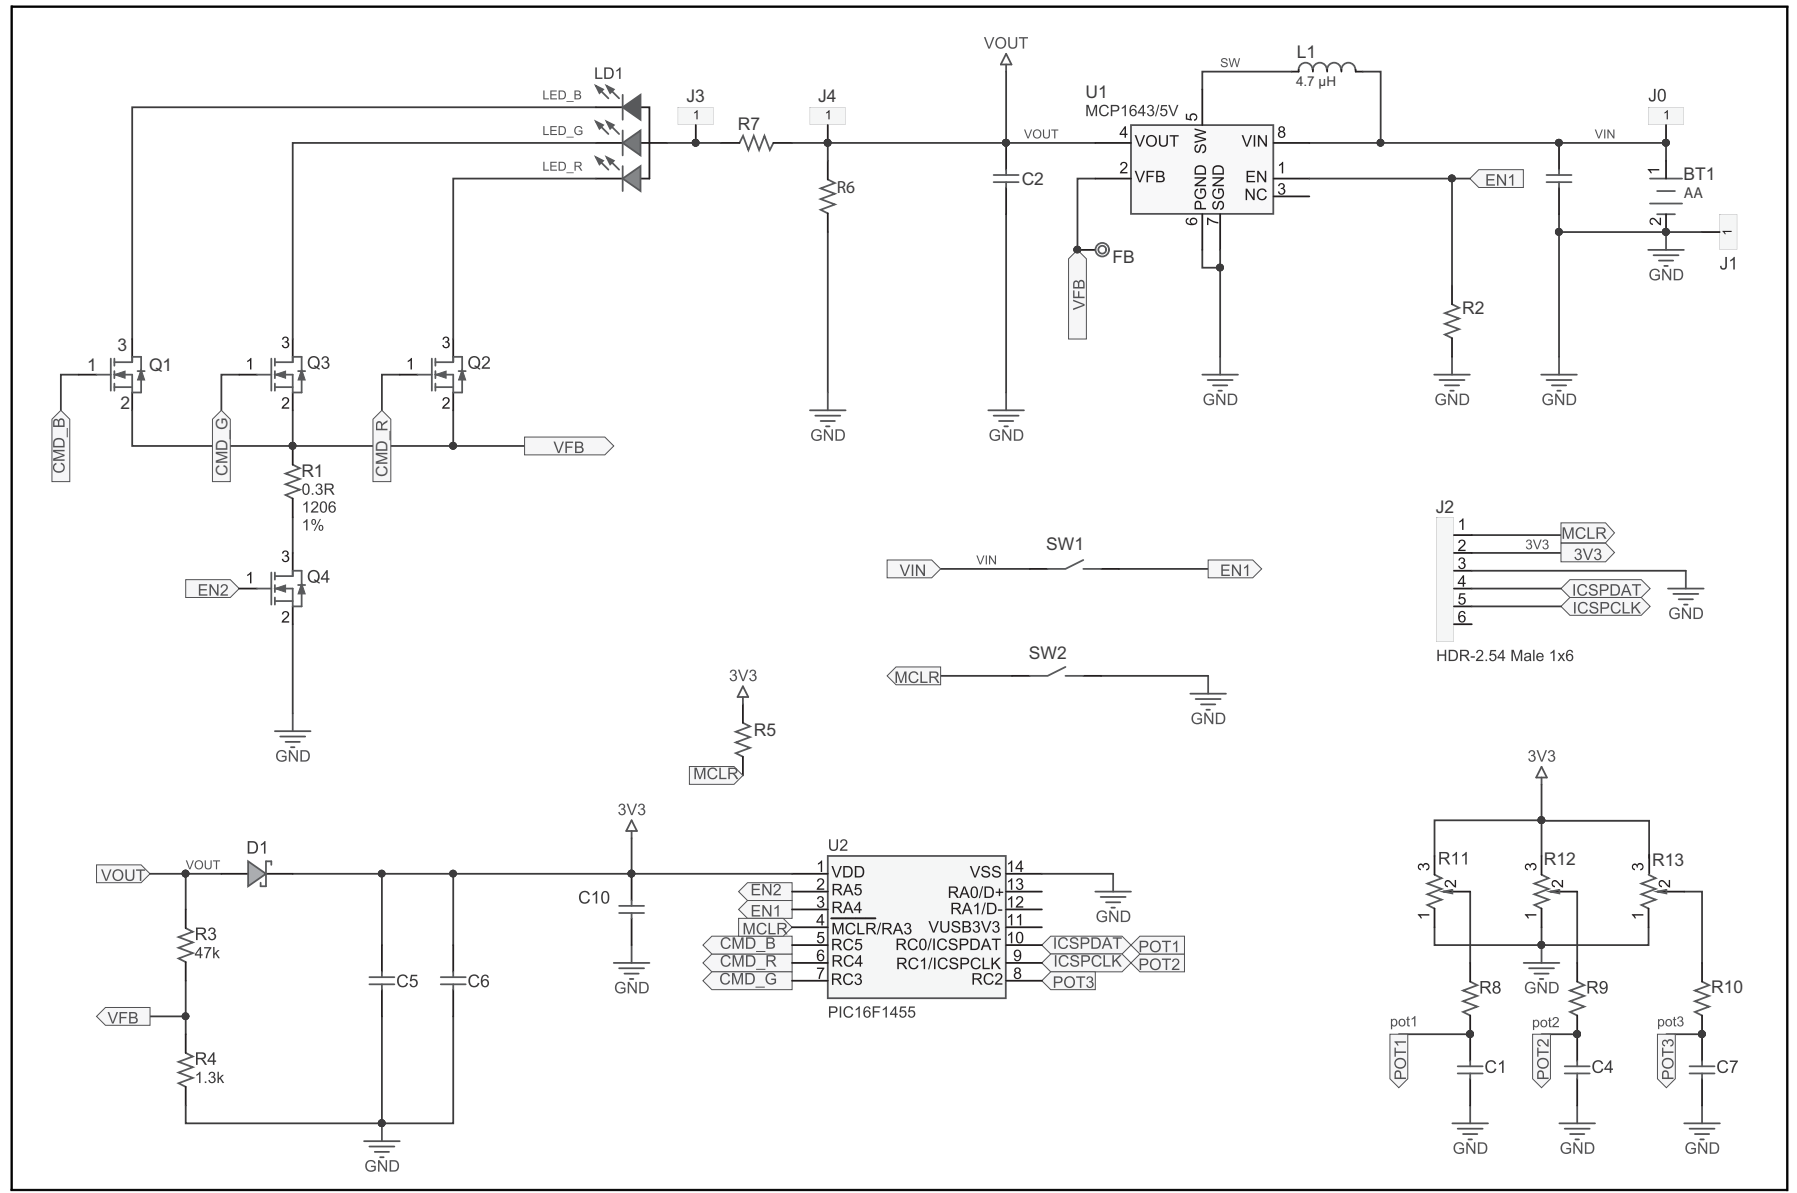 VOUT
LD1
LED_B
LED_G
LED_R
J3
1
R7
J4
1
R6
VOUT
C2
U1
MCP1643/5V
4 VOUT
2 VFB
SW 5
VIN 8
EN 1
NC 3
PGND 6
SGND 7
SW
L1
4.7 µH
FB
VFB
GND
GND
GND
EN1
R2
GND
GND
VIN
J0
1
1
BT1
AA
2
GND
1
J1
3
1 Q1
2
CMD_B
3
1 Q3
2
CMD_G
3
1 Q2
2
CMD_R
VFB
R1
0.3R
1206
1%
3
EN2 1 Q4
2
GND
VIN VIN SW1 EN1
MCLR SW2
GND
J2
1 MCLR
2 3V3 3V3
3
4 ICSPDAT
5 ICSPCLK
6
GND
HDR-2.54 Male 1x6
3V3
R5
MCLR
VOUT VOUT D1
R3
47k
VFB
R4
1.3k
C5
C6
GND
3V3
C10
GND
U2
1 VDD
EN2 2 RA5
EN1 3 RA4
MCLR 4 MCLR/RA3
CMD_B 5 RC5
CMD_R 6 RC4
CMD_G 7 RC3
VSS 14
RA0/D+ 13
RA1/D- 12
VUSB3V3 11
RC0/ICSPDAT 10 ICSPDAT POT1
RC1/ICSPCLK 9 ICSPCLK POT2
RC2 8 POT3
PIC16F1455
GND
3V3
3 R11
2
1
3 R12
2
1
3 R13
2
1
GND
R8
R9
R10
pot1
pot2
pot3
POT1
C1
POT2
C4
POT3
C7
GND
GND
GND